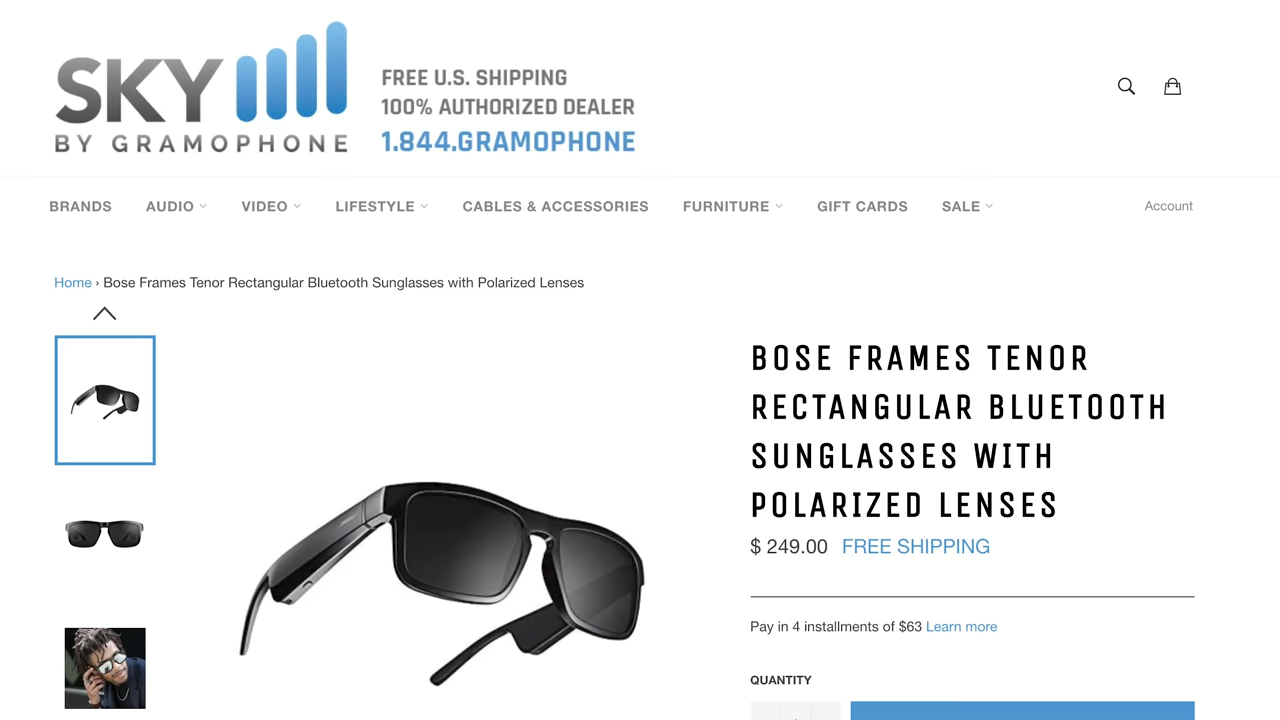 SKY
BY GRAMOPHONE
FREE U.S. SHIPPING
100% AUTHORIZED DEALER
1.844.GRAMOPHONE
BRANDS AUDIO VIDEO LIFESTYLE CABLES & ACCESSORIES FURNITURE GIFT CARDS SALE Account
Home › Bose Frames Tenor Rectangular Bluetooth Sunglasses with Polarized Lenses
BOSE FRAMES TENOR
RECTANGULAR BLUETOOTH
SUNGLASSES WITH
POLARIZED LENSES
$ 249.00 FREE SHIPPING
Pay in 4 installments of $63 Learn more
QUANTITY